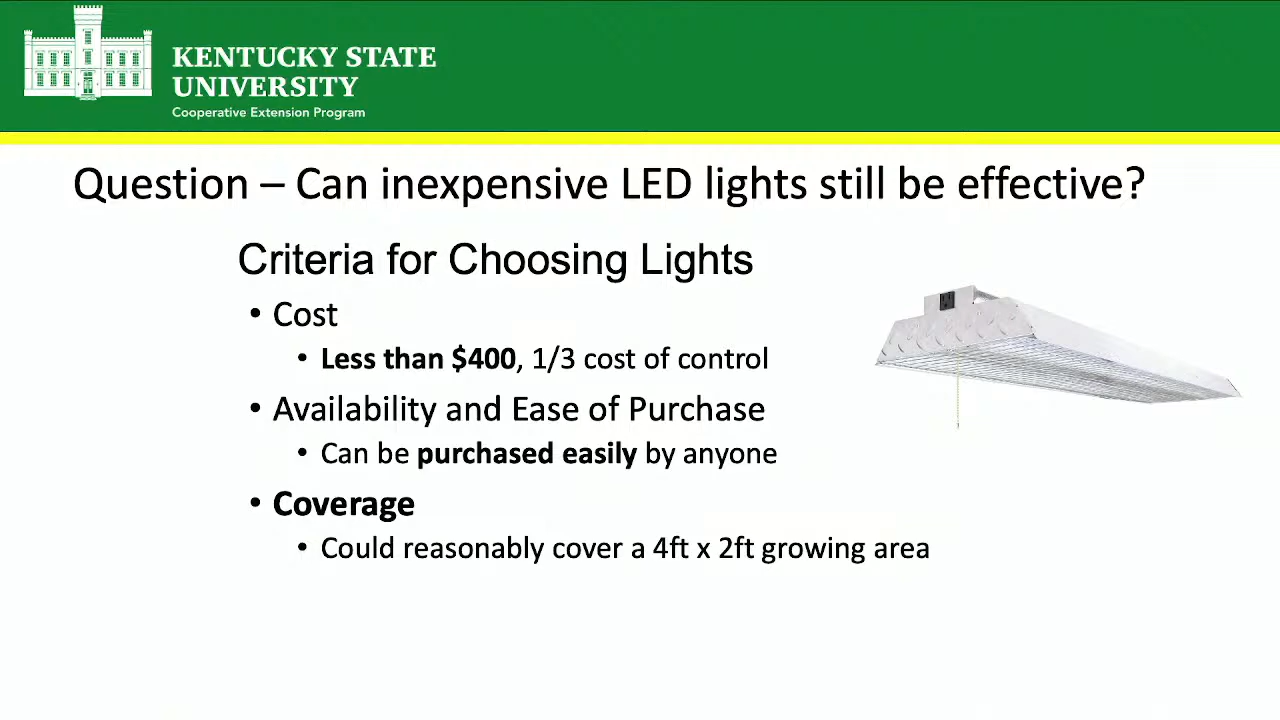 KENTUCKY STATE
UNIVERSITY
Cooperative Extension Program
Question – Can inexpensive LED lights still be effective?
Criteria for Choosing Lights
• Cost
• Less than $400, 1/3 cost of control
• Availability and Ease of Purchase
• Can be purchased easily by anyone
• Coverage
• Could reasonably cover a 4ft x 2ft growing area